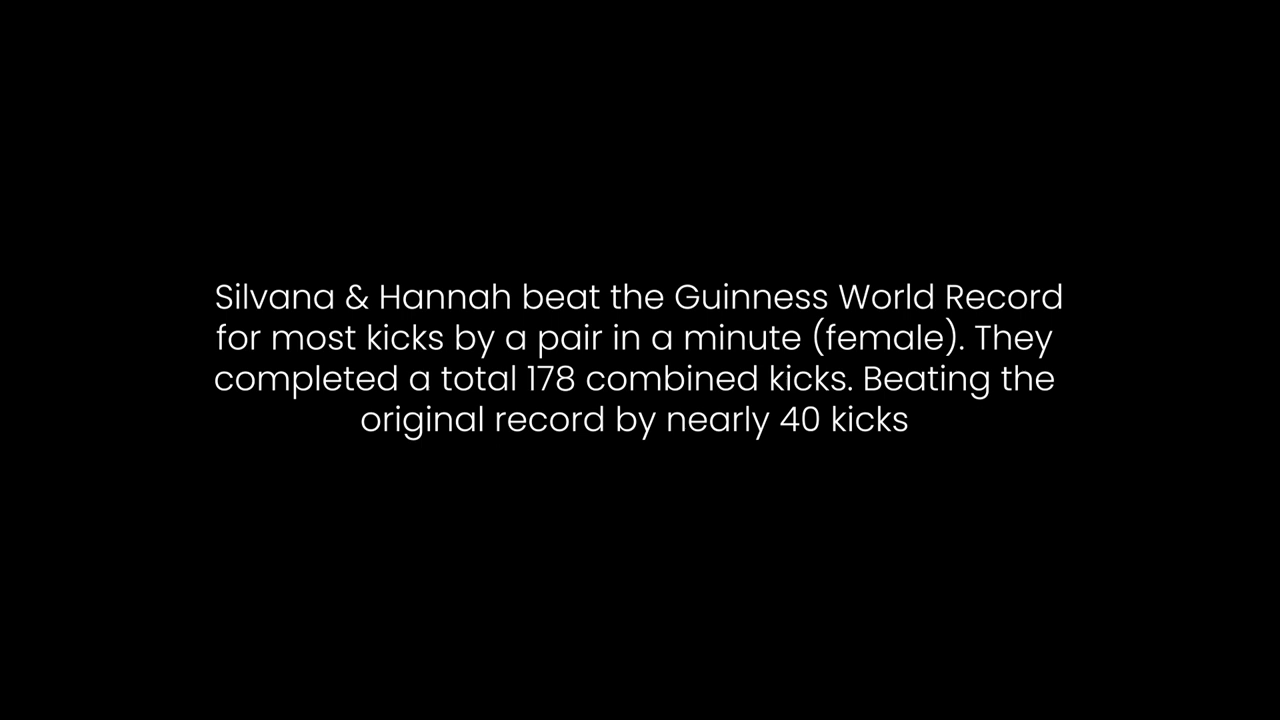 Silvana & Hannah beat the Guinness World Record
for most kicks by a pair in a minute (female). They
completed a total 178 combined kicks. Beating the
original record by nearly 40 kicks